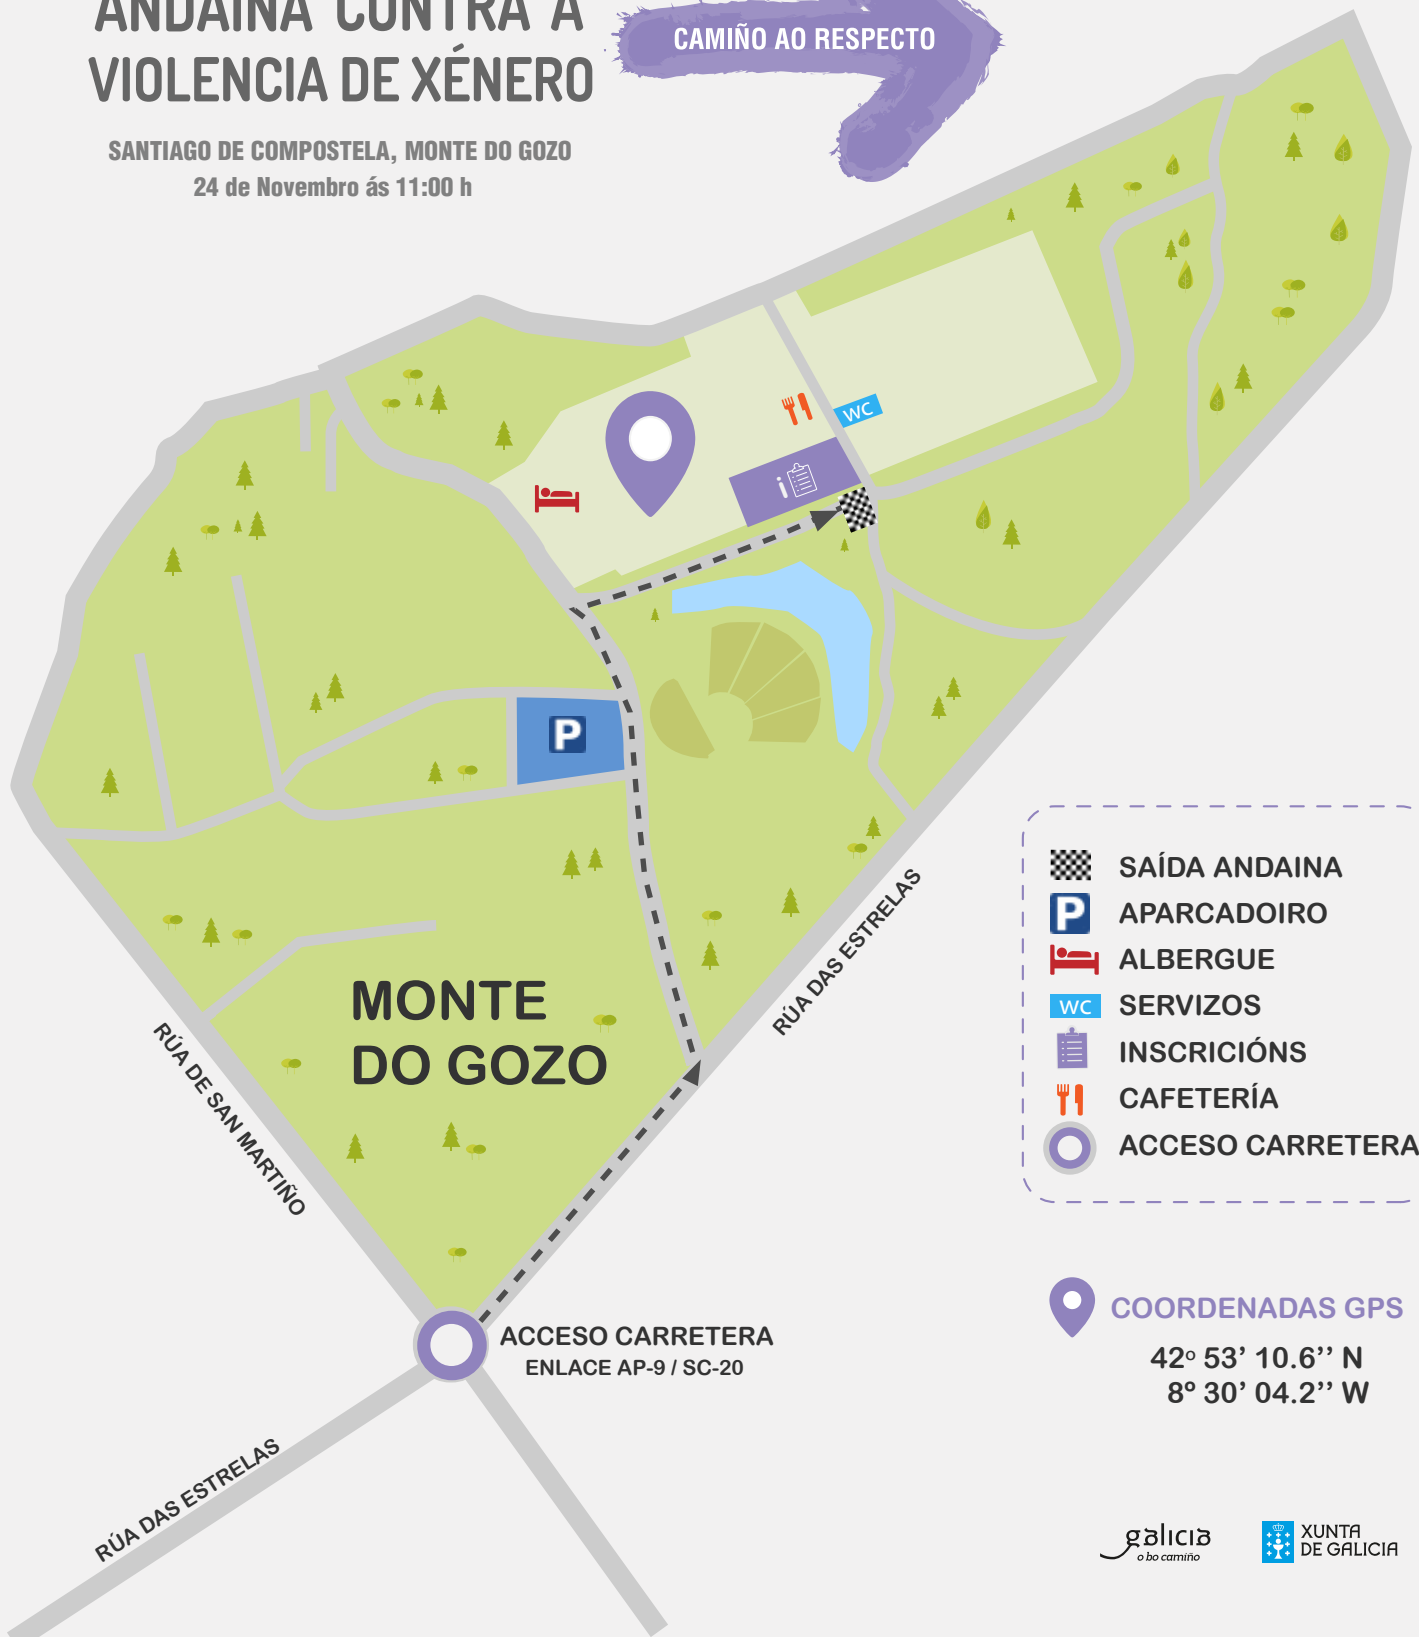 ANDAINA CONTRA A
VIOLENCIA DE XÉNERO
CAMIÑO AO RESPECTO
SANTIAGO DE COMPOSTELA, MONTE DO GOZO
24 de Novembro ás 11:00 h
WC
i
P
MONTE
DO GOZO
RÚA DAS ESTRELAS
RÚA DE SAN MARTIÑO
SAÍDA ANDAINA
P APARCADOIRO
ALBERGUE
WC SERVIZOS
INSCRICIÓNS
CAFETERÍA
ACCESO CARRETERA
ACCESO CARRETERA
ENLACE AP-9 / SC-20
COORDENADAS GPS
42º 53’ 10.6’’ N
8º 30’ 04.2’’ W
RÚA DAS ESTRELAS
galicia
o bo camiño
XUNTA
DE GALICIA